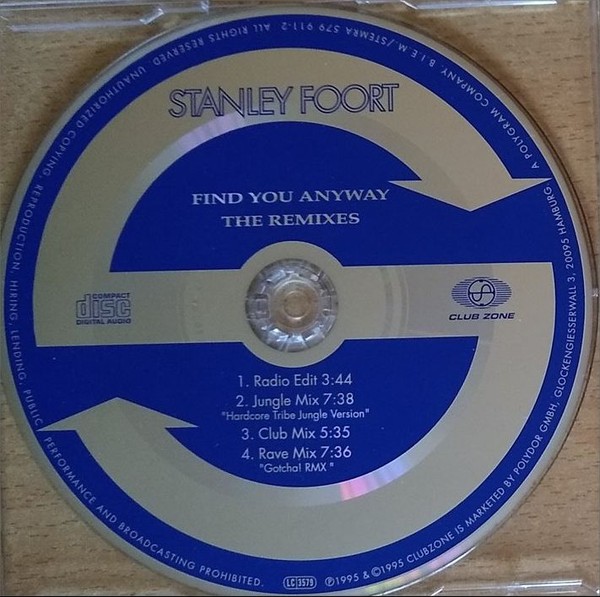 STANLEY FOORT
FIND YOU ANYWAY
THE REMIXES
COMPACT
disc
DIGITAL AUDIO
CLUB ZONE
1. Radio Edit 3:44
2. Jungle Mix 7:38
"Hardcore Tribe Jungle Version"
3. Club Mix 5:35
4. Rave Mix 7:36
"Gotcha! RMX "
LC 3579
℗1995 & ©1995 CLUBZONE IS MARKETED BY POLYDOR GMBH, GLOCKENGIESSERWALL 3, 20095 HAMBURG
A POLYGRAM COMPANY. B I E M / STEMRA 579 911-2 ALL RIGHTS RESERVED. UNAUTHORIZED COPYING, REPRODUCTION, HIRING, LENDING, PUBLIC PERFORMANCE AND BROADCASTING PROHIBITED.